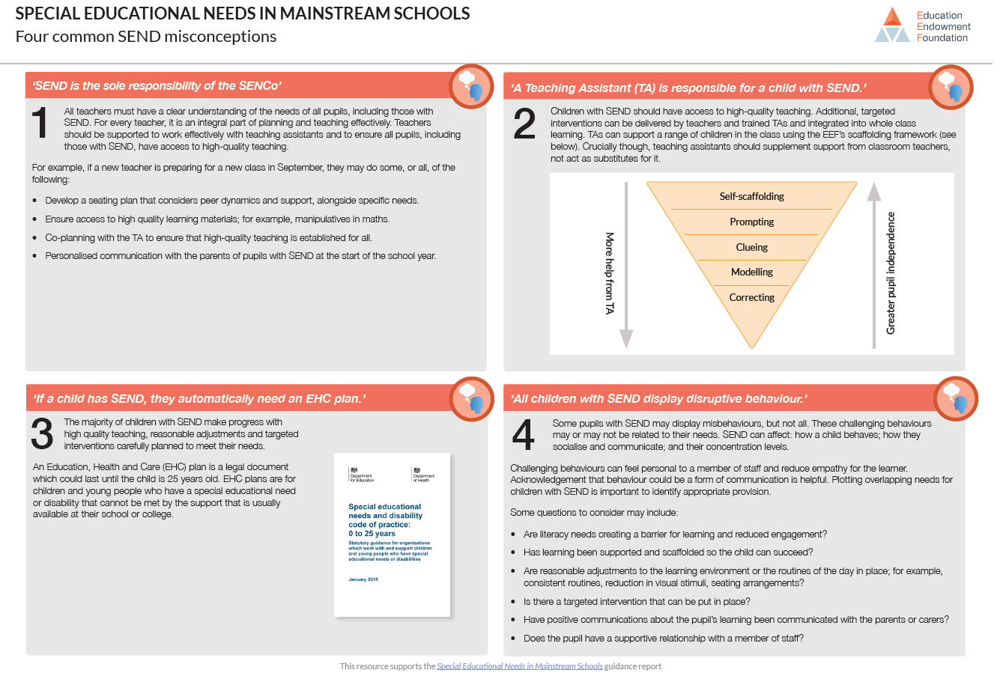 SPECIAL EDUCATIONAL NEEDS IN MAINSTREAM SCHOOLS
Four common SEND misconceptions
Education
Endowment
Foundation
‘SEND is the sole responsibility of the SENCo’
1
All teachers must have a clear understanding of the needs of all pupils, including those with
SEND. For every teacher, it is an integral part of planning and teaching effectively. Teachers
should be supported to work effectively with teaching assistants and to ensure all pupils, including
those with SEND, have access to high-quality teaching.
For example, if a new teacher is preparing for a new class in September, they may do some, or all, of the
following:
• Develop a seating plan that considers peer dynamics and support, alongside specific needs.
• Ensure access to high quality learning materials; for example, manipulatives in maths.
• Co-planning with the TA to ensure that high-quality teaching is established for all.
• Personalised communication with the parents of pupils with SEND at the start of the school year.
‘A Teaching Assistant (TA) is responsible for a child with SEND.’
2
Children with SEND should have access to high-quality teaching. Additional, targeted
interventions can be delivered by teachers and trained TAs and integrated into whole class
learning. TAs can support a range of children in the class using the EEF’s scaffolding framework (see
below). Crucially though, teaching assistants should supplement support from classroom teachers,
not act as substitutes for it.
More help from TA
Self-scaffolding
Prompting
Clueing
Modelling
Correcting
Greater pupil independence
‘If a child has SEND, they automatically need an EHC plan.’
3
The majority of children with SEND make progress with
high quality teaching, reasonable adjustments and targeted
interventions carefully planned to meet their needs.
An Education, Health and Care (EHC) plan is a legal document
which could last until the child is 25 years old. EHC plans are for
children and young people who have a special educational need
or disability that cannot be met by the support that is usually
available at their school or college.
Department
for Education
Department
of Health
Special educational
needs and disability
code of practice:
0 to 25 years
Statutory guidance for organisations
which work with and support children
and young people who have special
educational needs or disabilities
January 2015
‘All children with SEND display disruptive behaviour.’
4
Some pupils with SEND may display misbehaviours, but not all. These challenging behaviours
may or may not be related to their needs. SEND can affect: how a child behaves; how they
socialise and communicate; and their concentration levels.
Challenging behaviours can feel personal to a member of staff and reduce empathy for the learner.
Acknowledgement that behaviour could be a form of communication is helpful. Plotting overlapping needs for
children with SEND is important to identify appropriate provision.
Some questions to consider may include:
• Are literacy needs creating a barrier for learning and reduced engagement?
• Has learning been supported and scaffolded so the child can succeed?
• Are reasonable adjustments to the learning environment or the routines of the day in place; for example,
consistent routines, reduction in visual stimuli, seating arrangements?
• Is there a targeted intervention that can be put in place?
• Have positive communications about the pupil’s learning been communicated with the parents or carers?
• Does the pupil have a supportive relationship with a member of staff?
This resource supports the Special Educational Needs in Mainstream Schools guidance report